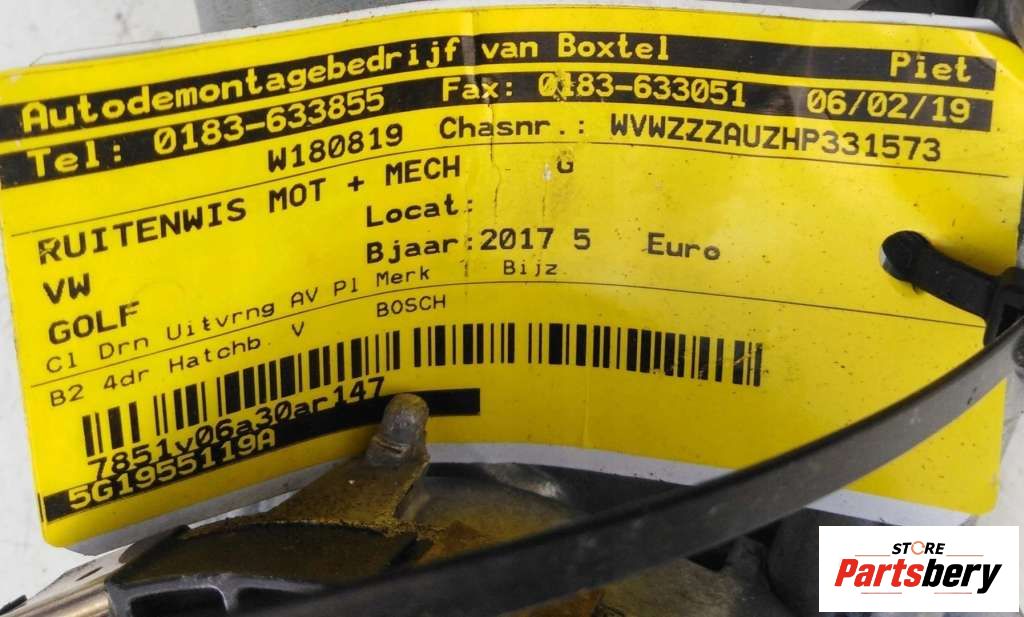 Autodemontagebedrijf van Boxtel Piet
Tel: 0183-633855 Fax: 0183-633051 06/02/19
W180819 Chasnr.: WVWZZZAUZHP331573
RUITENWIS MOT + MECH G
Locat:
VW Bjaar:2017 5 Euro
GOLF
Cl Drn Uitvrng AV Pl Merk Bijz
B2 4dr Hatchb. V BOSCH
7851v06a30ar147
5G1955119A
STORE
Partsbery